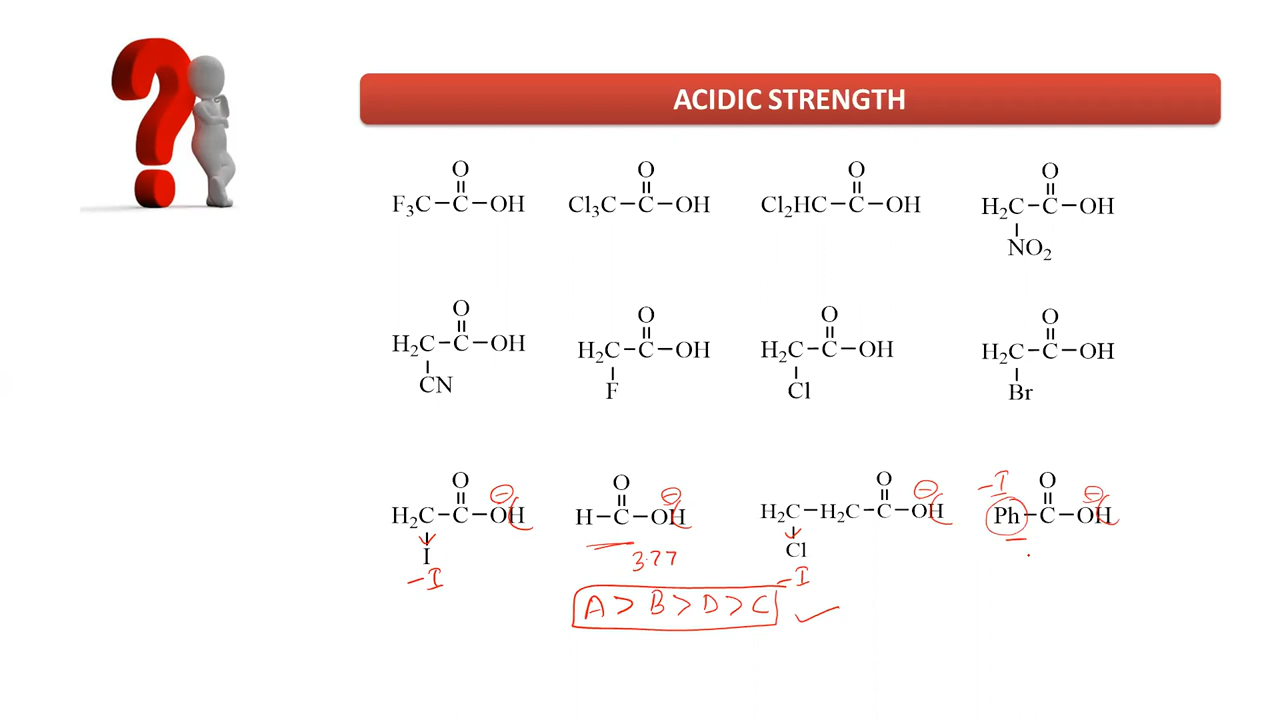 ACIDIC STRENGTH
O O O O
F₃C–C–OH Cl₃C–C–OH Cl₂HC–C–OH H₂C–C–OH
NO₂
O O O O
H₂C–C–OH H₂C–C–OH H₂C–C–OH H₂C–C–OH
CN F Cl Br
–I
O ⊖ O ⊖ O ⊖ O ⊖
H₂C–C–OH H–C–OH H₂C–H₂C–C–OH Ph–C–OH
I 3.77 Cl
–I –I
A > B > D > C